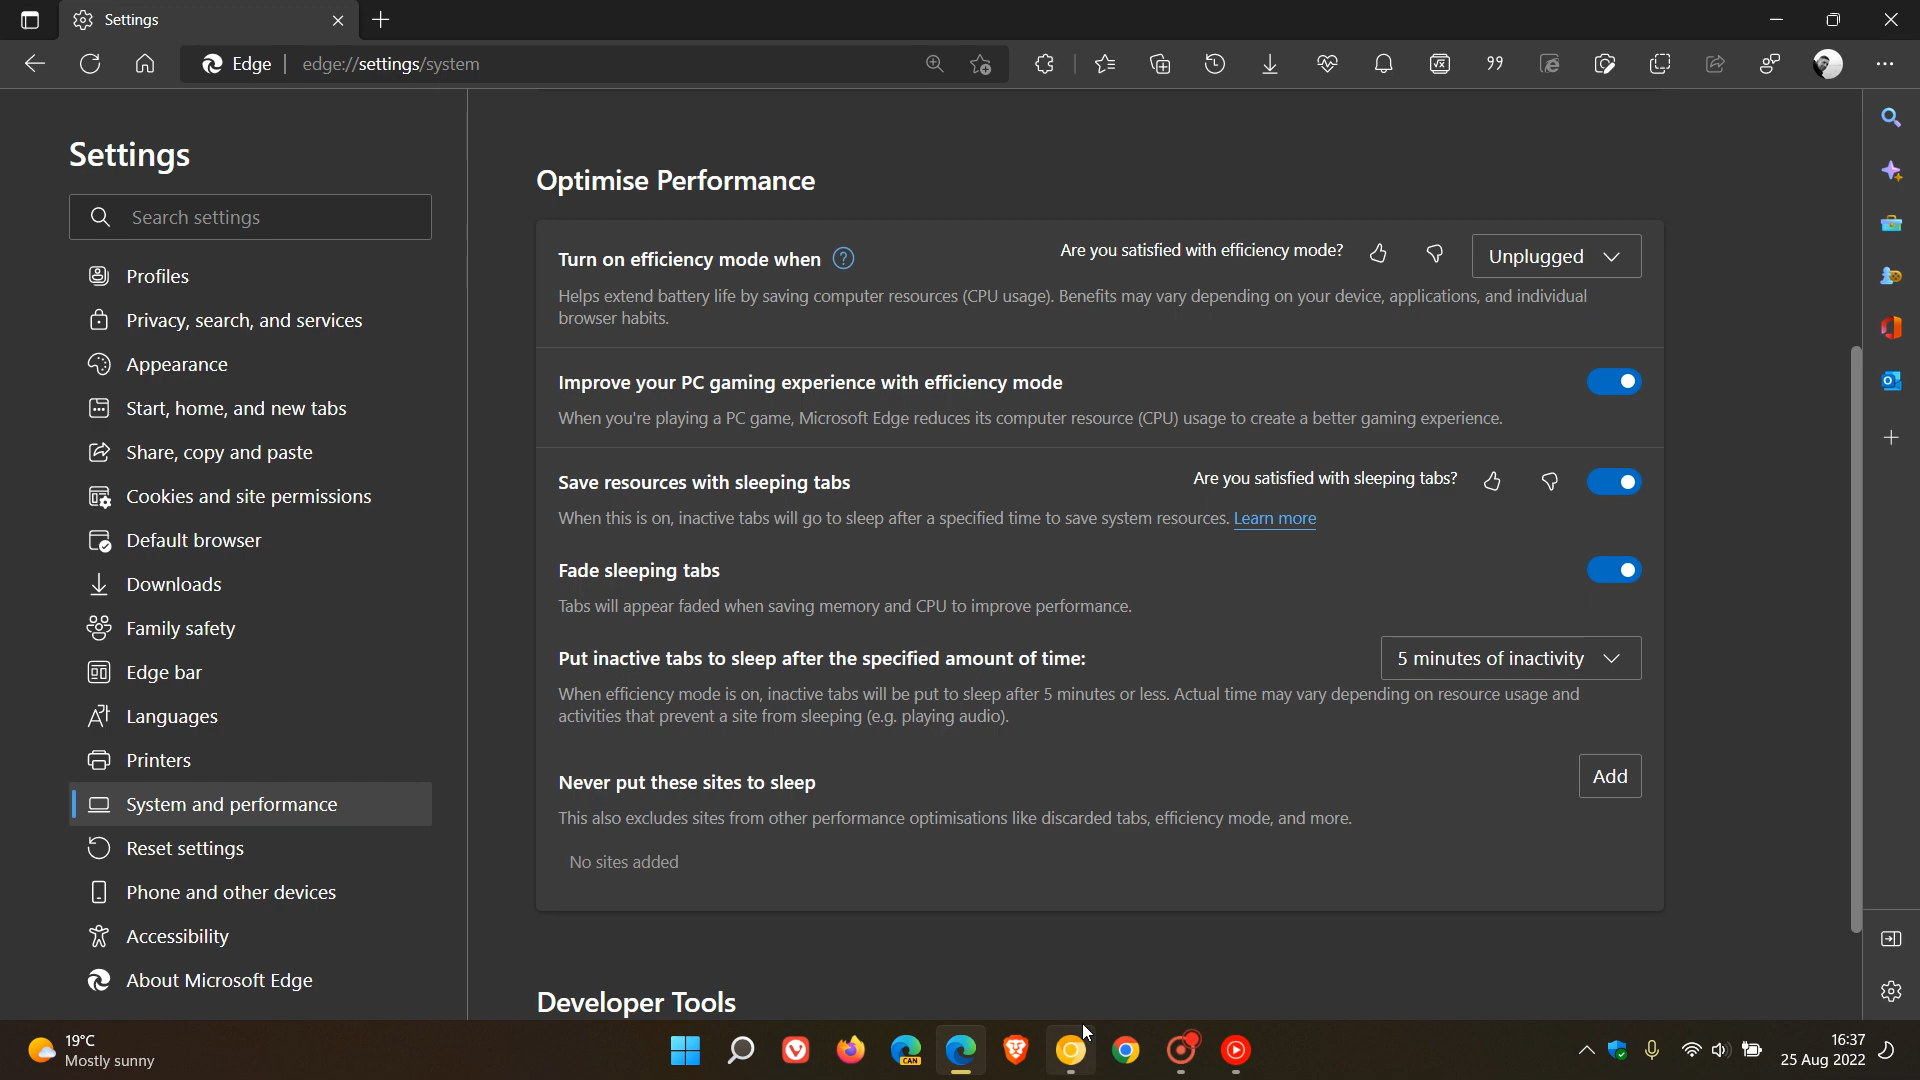 Settings
Edge
edge://settings/system
Settings
Search settings
Profiles
Privacy, search, and services
Appearance
Start, home, and new tabs
Share, copy and paste
Cookies and site permissions
Default browser
Downloads
Family safety
Edge bar
Languages
Printers
System and performance
Reset settings
Phone and other devices
Accessibility
About Microsoft Edge
Optimise Performance
Turn on efficiency mode when
Are you satisfied with efficiency mode?
Unplugged
Helps extend battery life by saving computer resources (CPU usage). Benefits may vary depending on your device, applications, and individual
browser habits.
Improve your PC gaming experience with efficiency mode
When you're playing a PC game, Microsoft Edge reduces its computer resource (CPU) usage to create a better gaming experience.
Save resources with sleeping tabs
Are you satisfied with sleeping tabs?
When this is on, inactive tabs will go to sleep after a specified time to save system resources. Learn more
Fade sleeping tabs
Tabs will appear faded when saving memory and CPU to improve performance.
Put inactive tabs to sleep after the specified amount of time:
5 minutes of inactivity
When efficiency mode is on, inactive tabs will be put to sleep after 5 minutes or less. Actual time may vary depending on resource usage and
activities that prevent a site from sleeping (e.g. playing audio).
Never put these sites to sleep
Add
This also excludes sites from other performance optimisations like discarded tabs, efficiency mode, and more.
No sites added
Developer Tools
19°C
Mostly sunny
CAN
16:37
25 Aug 2022